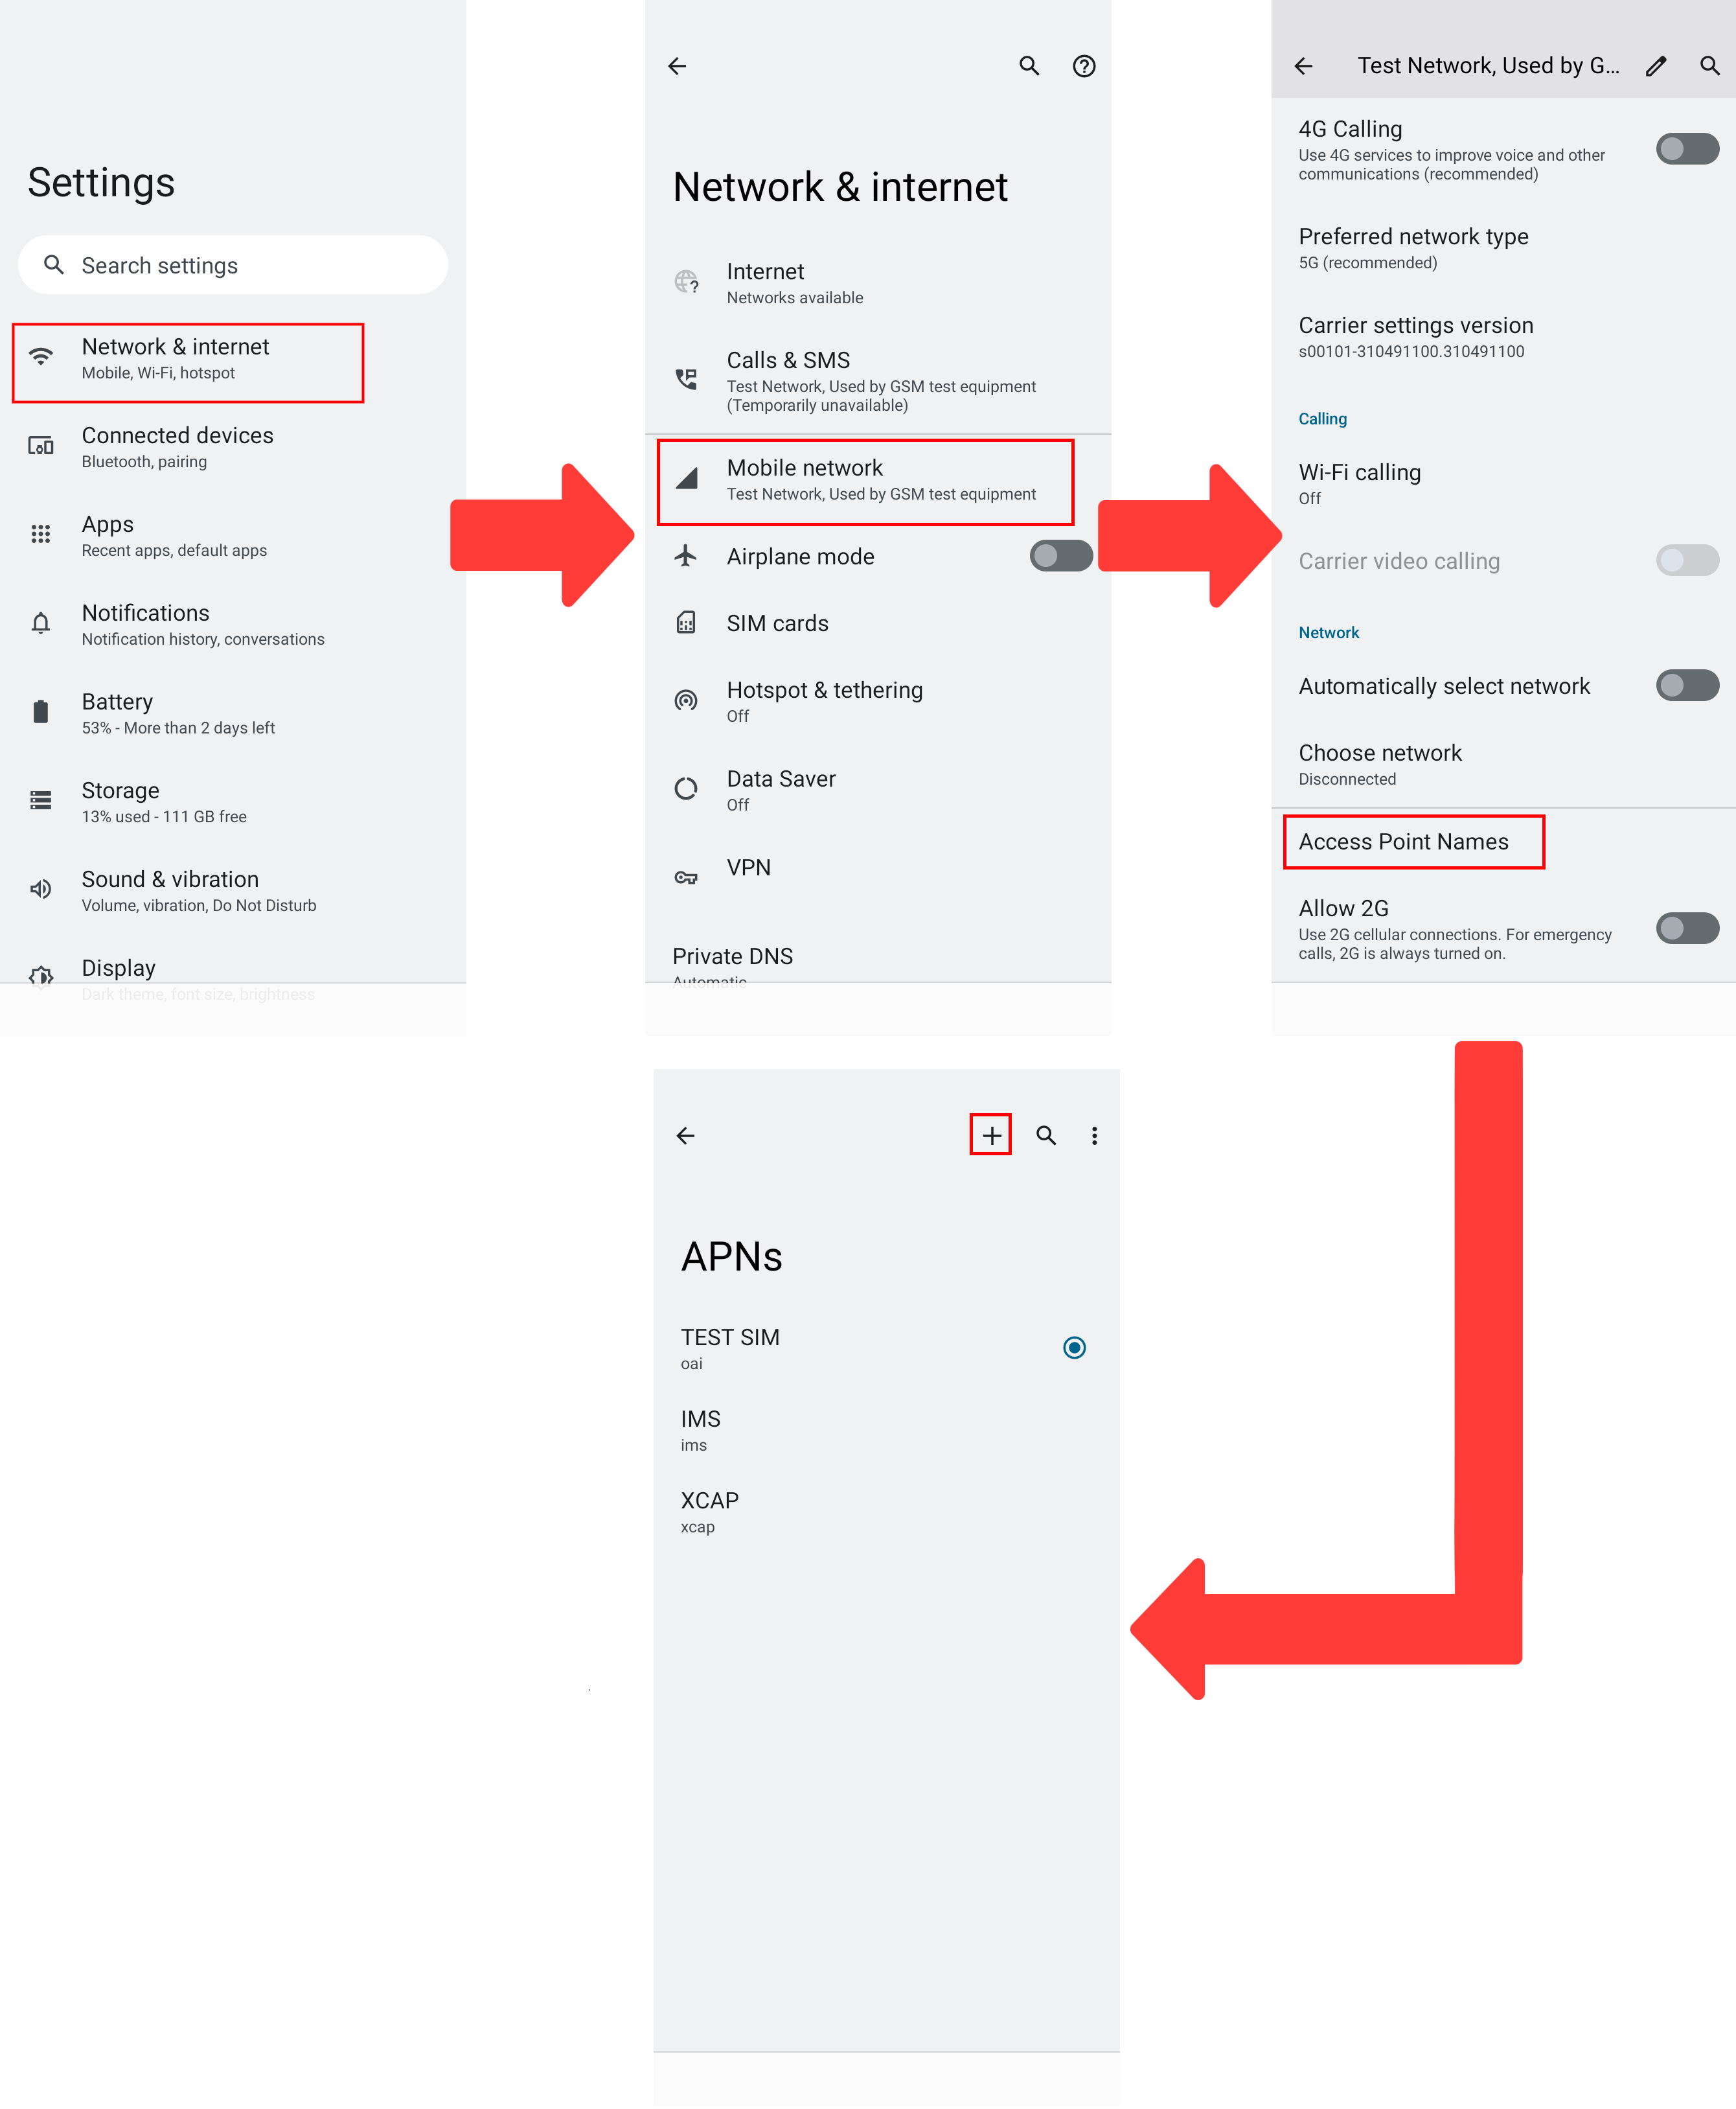 Settings
Search settings
Network & internet
Mobile, Wi-Fi, hotspot
Connected devices
Bluetooth, pairing
Apps
Recent apps, default apps
Notifications
Notification history, conversations
Battery
53% - More than 2 days left
Storage
13% used - 111 GB free
Sound & vibration
Volume, vibration, Do Not Disturb
Display
Dark theme, font size, brightness
Network & internet
Internet
Networks available
Calls & SMS
Test Network, Used by GSM test equipment
(Temporarily unavailable)
Mobile network
Test Network, Used by GSM test equipment
Airplane mode
SIM cards
Hotspot & tethering
Off
Data Saver
Off
VPN
Private DNS
Automatic
Test Network, Used by G...
4G Calling
Use 4G services to improve voice and other
communications (recommended)
Preferred network type
5G (recommended)
Carrier settings version
s00101-310491100.310491100
Calling
Wi-Fi calling
Off
Carrier video calling
Network
Automatically select network
Choose network
Disconnected
Access Point Names
Allow 2G
Use 2G cellular connections. For emergency
calls, 2G is always turned on.
APNs
TEST SIM
oai
IMS
ims
XCAP
xcap